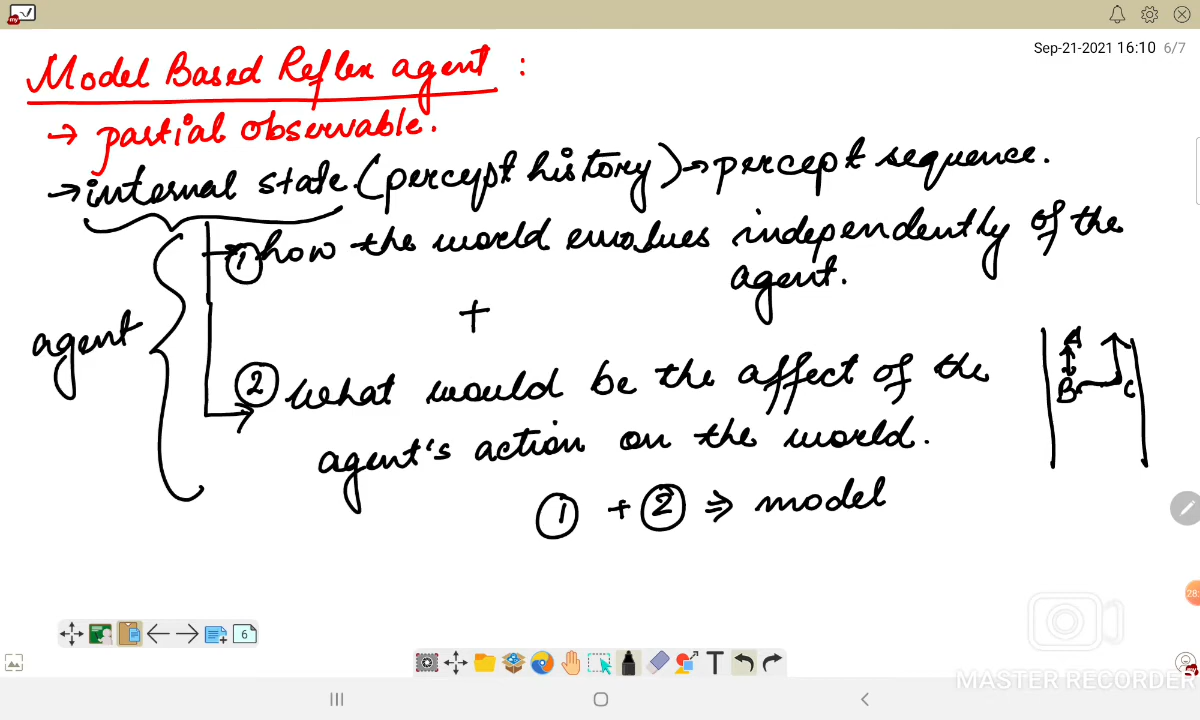 Sep-21-2021 16:10 6/7
Model Based Reflex agent :
→ partial observable.
→ internal state (percept history) → percept sequence.
① how the world evolves independently of the
agent.
agent
+
② What would be the affect of the
agent's action on the world.
A
B C
① + ② ⇒ model
6
T
28:
MASTER RECORDER